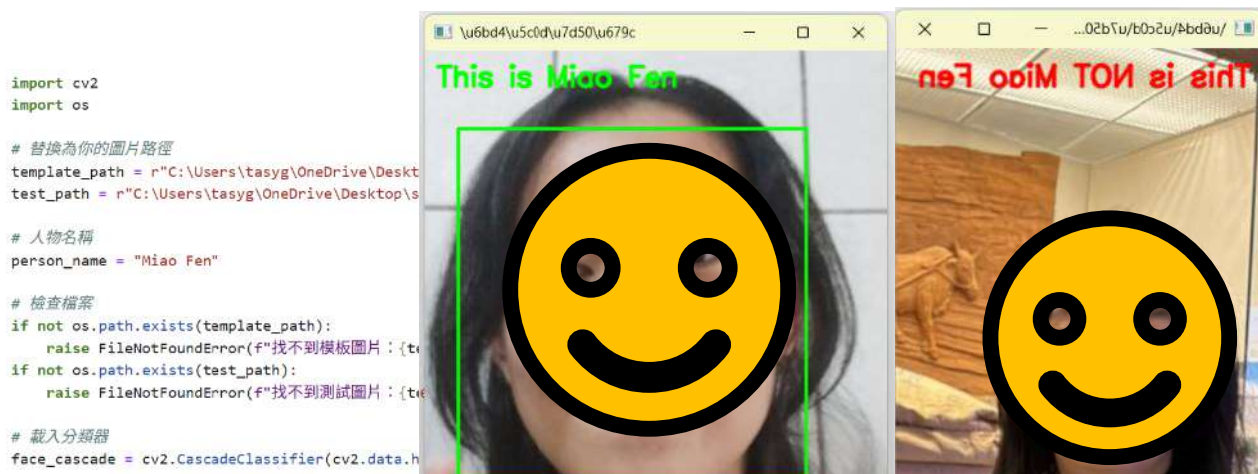 import cv2
import os
# 替換為你的圖片路徑
template_path = r"C:\Users\tasyg\OneDrive\Deskt
test_path = r"C:\Users\tasyg\OneDrive\Desktop\s
# 人物名稱
person_name = "Miao Fen"
# 檢查檔案
if not os.path.exists(template_path):
    raise FileNotFoundError(f"找不到模板圖片：{te
if not os.path.exists(test_path):
    raise FileNotFoundError(f"找不到測試圖片：{te
# 載入分類器
face_cascade = cv2.CascadeClassifier(cv2.data.h
\u6bd4\u5c0d\u7d50\u679c
This is Miao Fen
\u6bd4\u5c0d\u7d50...
This is NOT Miao Fen